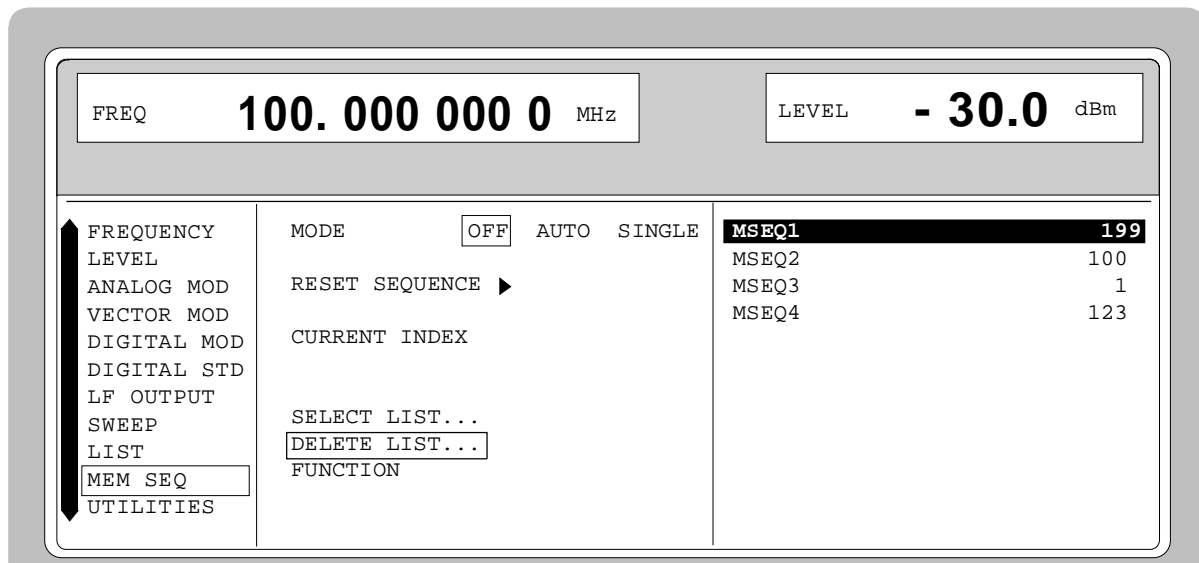 FREQ 100. 000 000 0 MHz
LEVEL - 30.0 dBm
FREQUENCY
LEVEL
ANALOG MOD
VECTOR MOD
DIGITAL MOD
DIGITAL STD
LF OUTPUT
SWEEP
LIST
MEM SEQ
UTILITIES
MODE OFF AUTO SINGLE
RESET SEQUENCE
CURRENT INDEX
SELECT LIST...
DELETE LIST...
FUNCTION
MSEQ1 199
MSEQ2 100
MSEQ3 1
MSEQ4 123